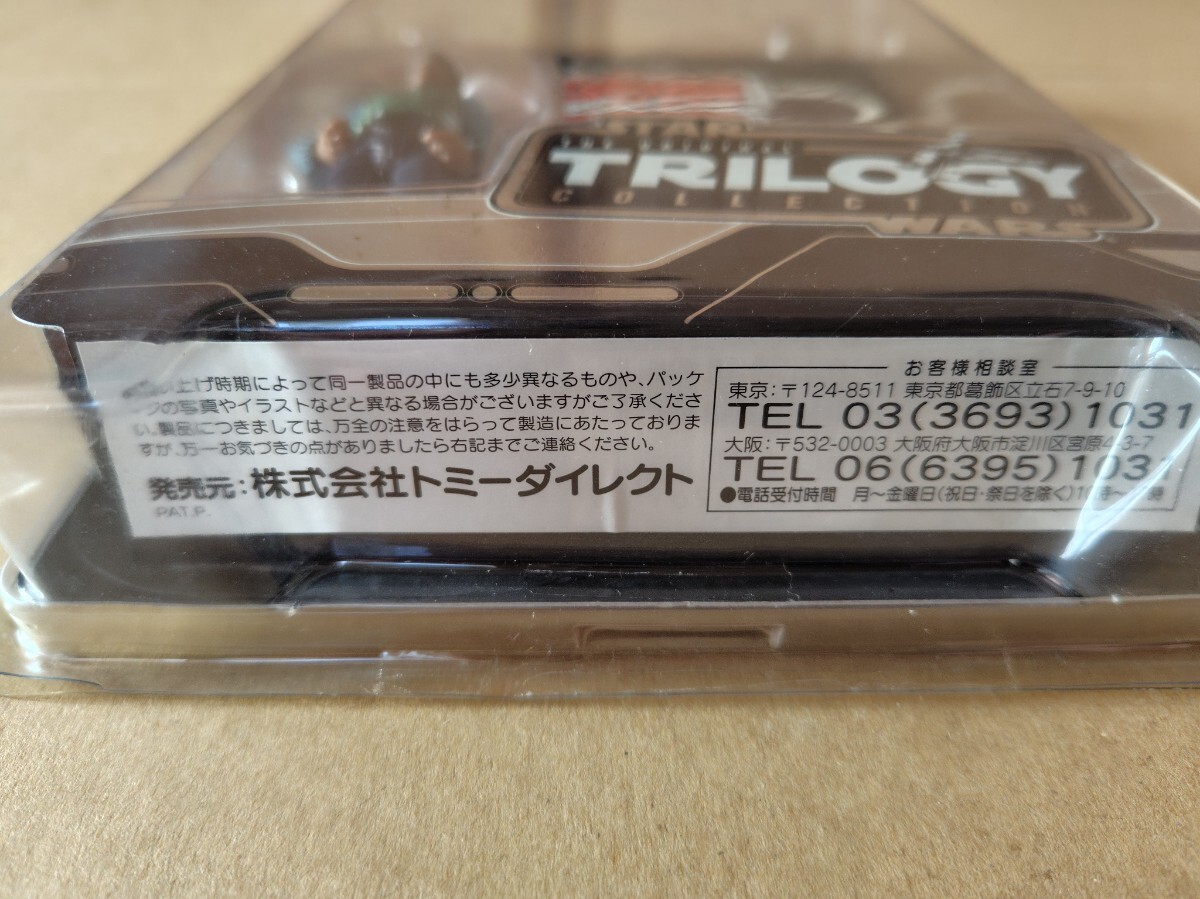 STAR
THE ORIGINAL
TRILOGY
COLLECTION
WARS
い上げ時期によって同一製品の中にも多少異なるものや、パッケ
の写真やイラストなどと異なる場合がございますがご了承くださ
い。製品につきましては、万全の注意をはらって製造にあたっておりま
すが、万一お気づきの点がありましたら右記までご連絡ください。
発売元:株式会社トミーダイレクト
PAT.P.
お客様相談室
東京:〒124-8511 東京都葛飾区立石7-9-10
TEL 03(3693)1031
大阪:〒532-0003 大阪府大阪市淀川区宮原4-3-7
TEL 06(6395)1031
●電話受付時間 月〜金曜日(祝日・祭日を除く)10時〜 時